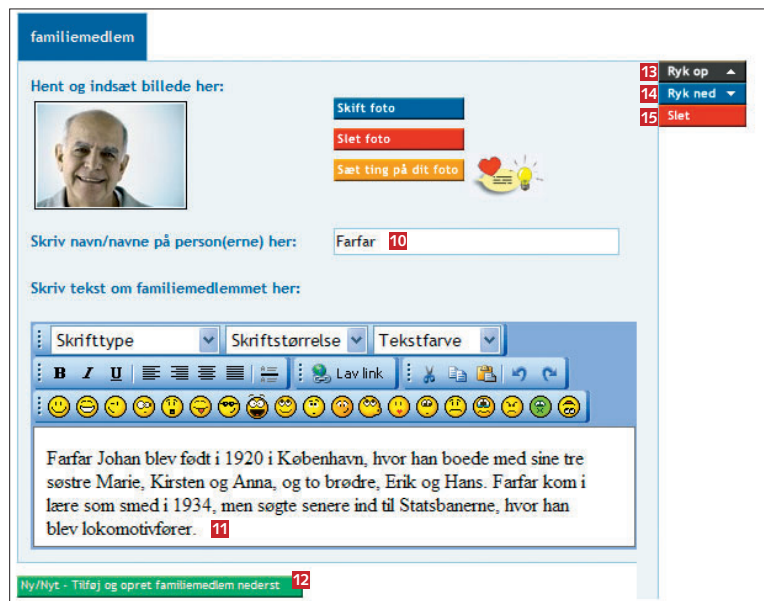 familiemedlem
13 Ryk op
14 Ryk ned
15 Slet
Hent og indsæt billede her:
Skift foto
Slet foto
Sæt ting på dit foto
Skriv navn/navne på person(erne) her:
Farfar 10
Skriv tekst om familiemedlemmet her:
Skrifttype Skriftstørrelse Tekstfarve
B I U Lav link
Farfar Johan blev født i 1920 i København, hvor han boede med sine tre
søstre Marie, Kirsten og Anna, og to brødre, Erik og Hans. Farfar kom i
lære som smed i 1934, men søgte senere ind til Statsbanerne, hvor han
blev lokomotivfører. 11
Ny/Nyt - Tilføj og opret familiemedlem nederst 12